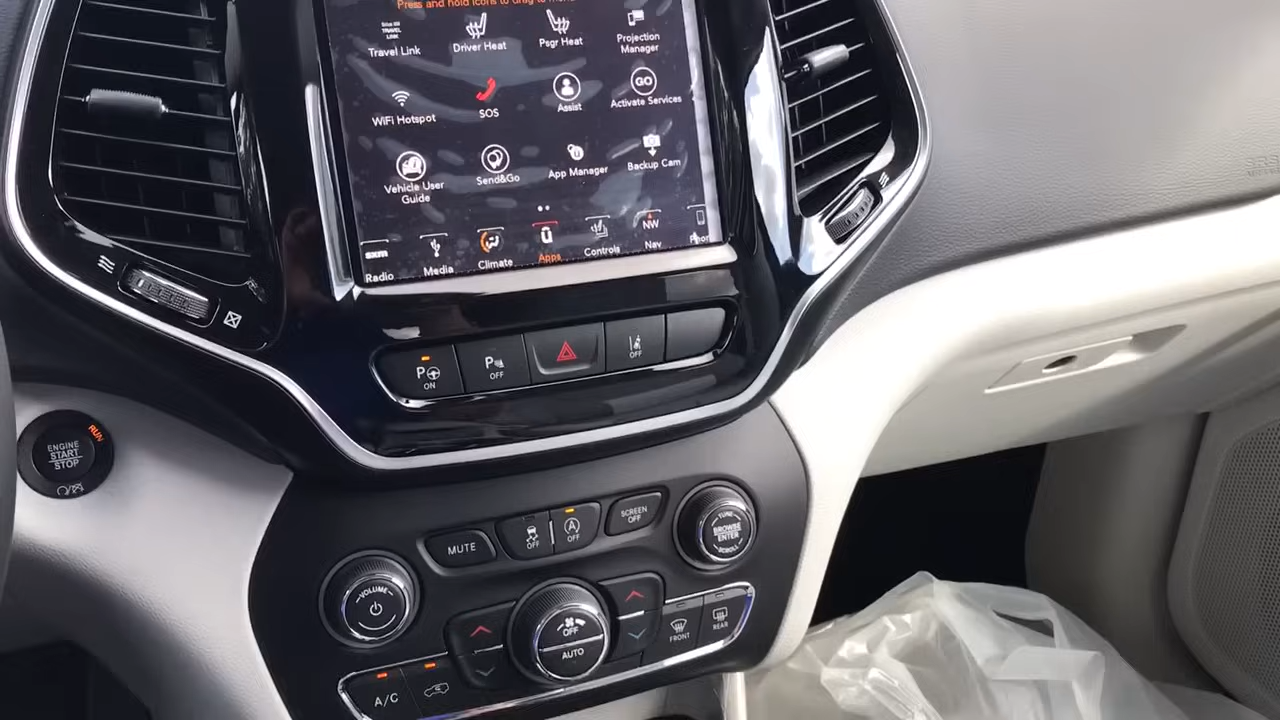 Press and hold icons to drag to
TRAVEL
LINK
Travel Link
Driver Heat
Psgr Heat
Projection
Manager
WiFi Hotspot
SOS
Assist
GO
Activate Services
Vehicle User
Guide
Send&Go
App Manager
Backup Cam
sxm
Radio
Media
Climate
Apps
Controls
NW
Nav
P
ON
P
OFF
OFF
ENGINE
START
STOP
RUN
MUTE
OFF
A
OFF
SCREEN
OFF
TUNE
BROWSE
ENTER
SCROLL
VOLUME
OFF
AUTO
FRONT
REAR
A/C